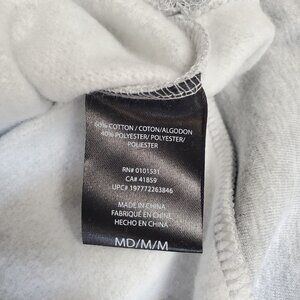 60% COTTON / COTON/ALGODON
40% POLYESTER/ POLYESTER/
POLIESTER
RN# 0101531
CA# 41859
UPC# 197772263846
MADE IN CHINA
FABRIQUÉ EN CHINE
HECHO EN CHINA
MD/M/M